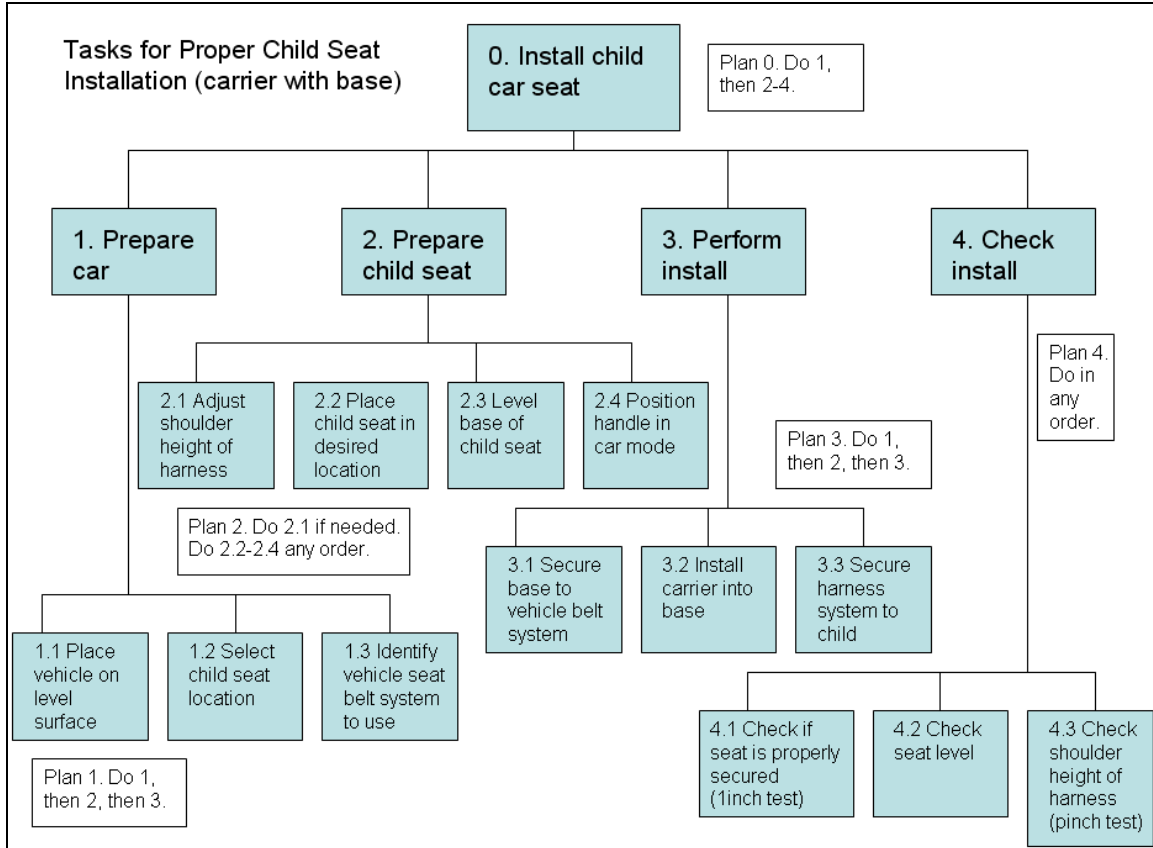 Tasks for Proper Child Seat
Installation (carrier with base)
0. Install child
car seat
Plan 0. Do 1,
then 2-4.
1. Prepare
car
2. Prepare
child seat
3. Perform
install
4. Check
install
Plan 4.
Do in
any
order.
2.1 Adjust
shoulder
height of
harness
2.2 Place
child seat in
desired
location
2.3 Level
base of
child seat
2.4 Position
handle in
car mode
Plan 3. Do 1,
then 2, then 3.
Plan 2. Do 2.1 if needed.
Do 2.2-2.4 any order.
3.1 Secure
base to
vehicle belt
system
3.2 Install
carrier into
base
3.3 Secure
harness
system to
child
1.1 Place
vehicle on
level
surface
1.2 Select
child seat
location
1.3 Identify
vehicle seat
belt system
to use
4.1 Check if
seat is properly
secured
(1inch test)
4.2 Check
seat level
4.3 Check
shoulder
height of
harness
(pinch test)
Plan 1. Do 1,
then 2, then 3.